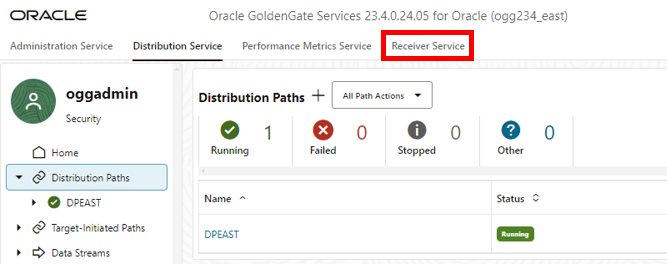 ORACLE Oracle GoldenGate Services 23.4.0.24.05 for Oracle (ogg234_east)
Administration Service Distribution Service Performance Metrics Service Receiver Service
oggadmin
Security
Home
Distribution Paths
DPEAST
Target-Initiated Paths
Data Streams
Distribution Paths + All Path Actions
1 0 0 0
Running Failed Stopped Other
Name Status
DPEAST Running